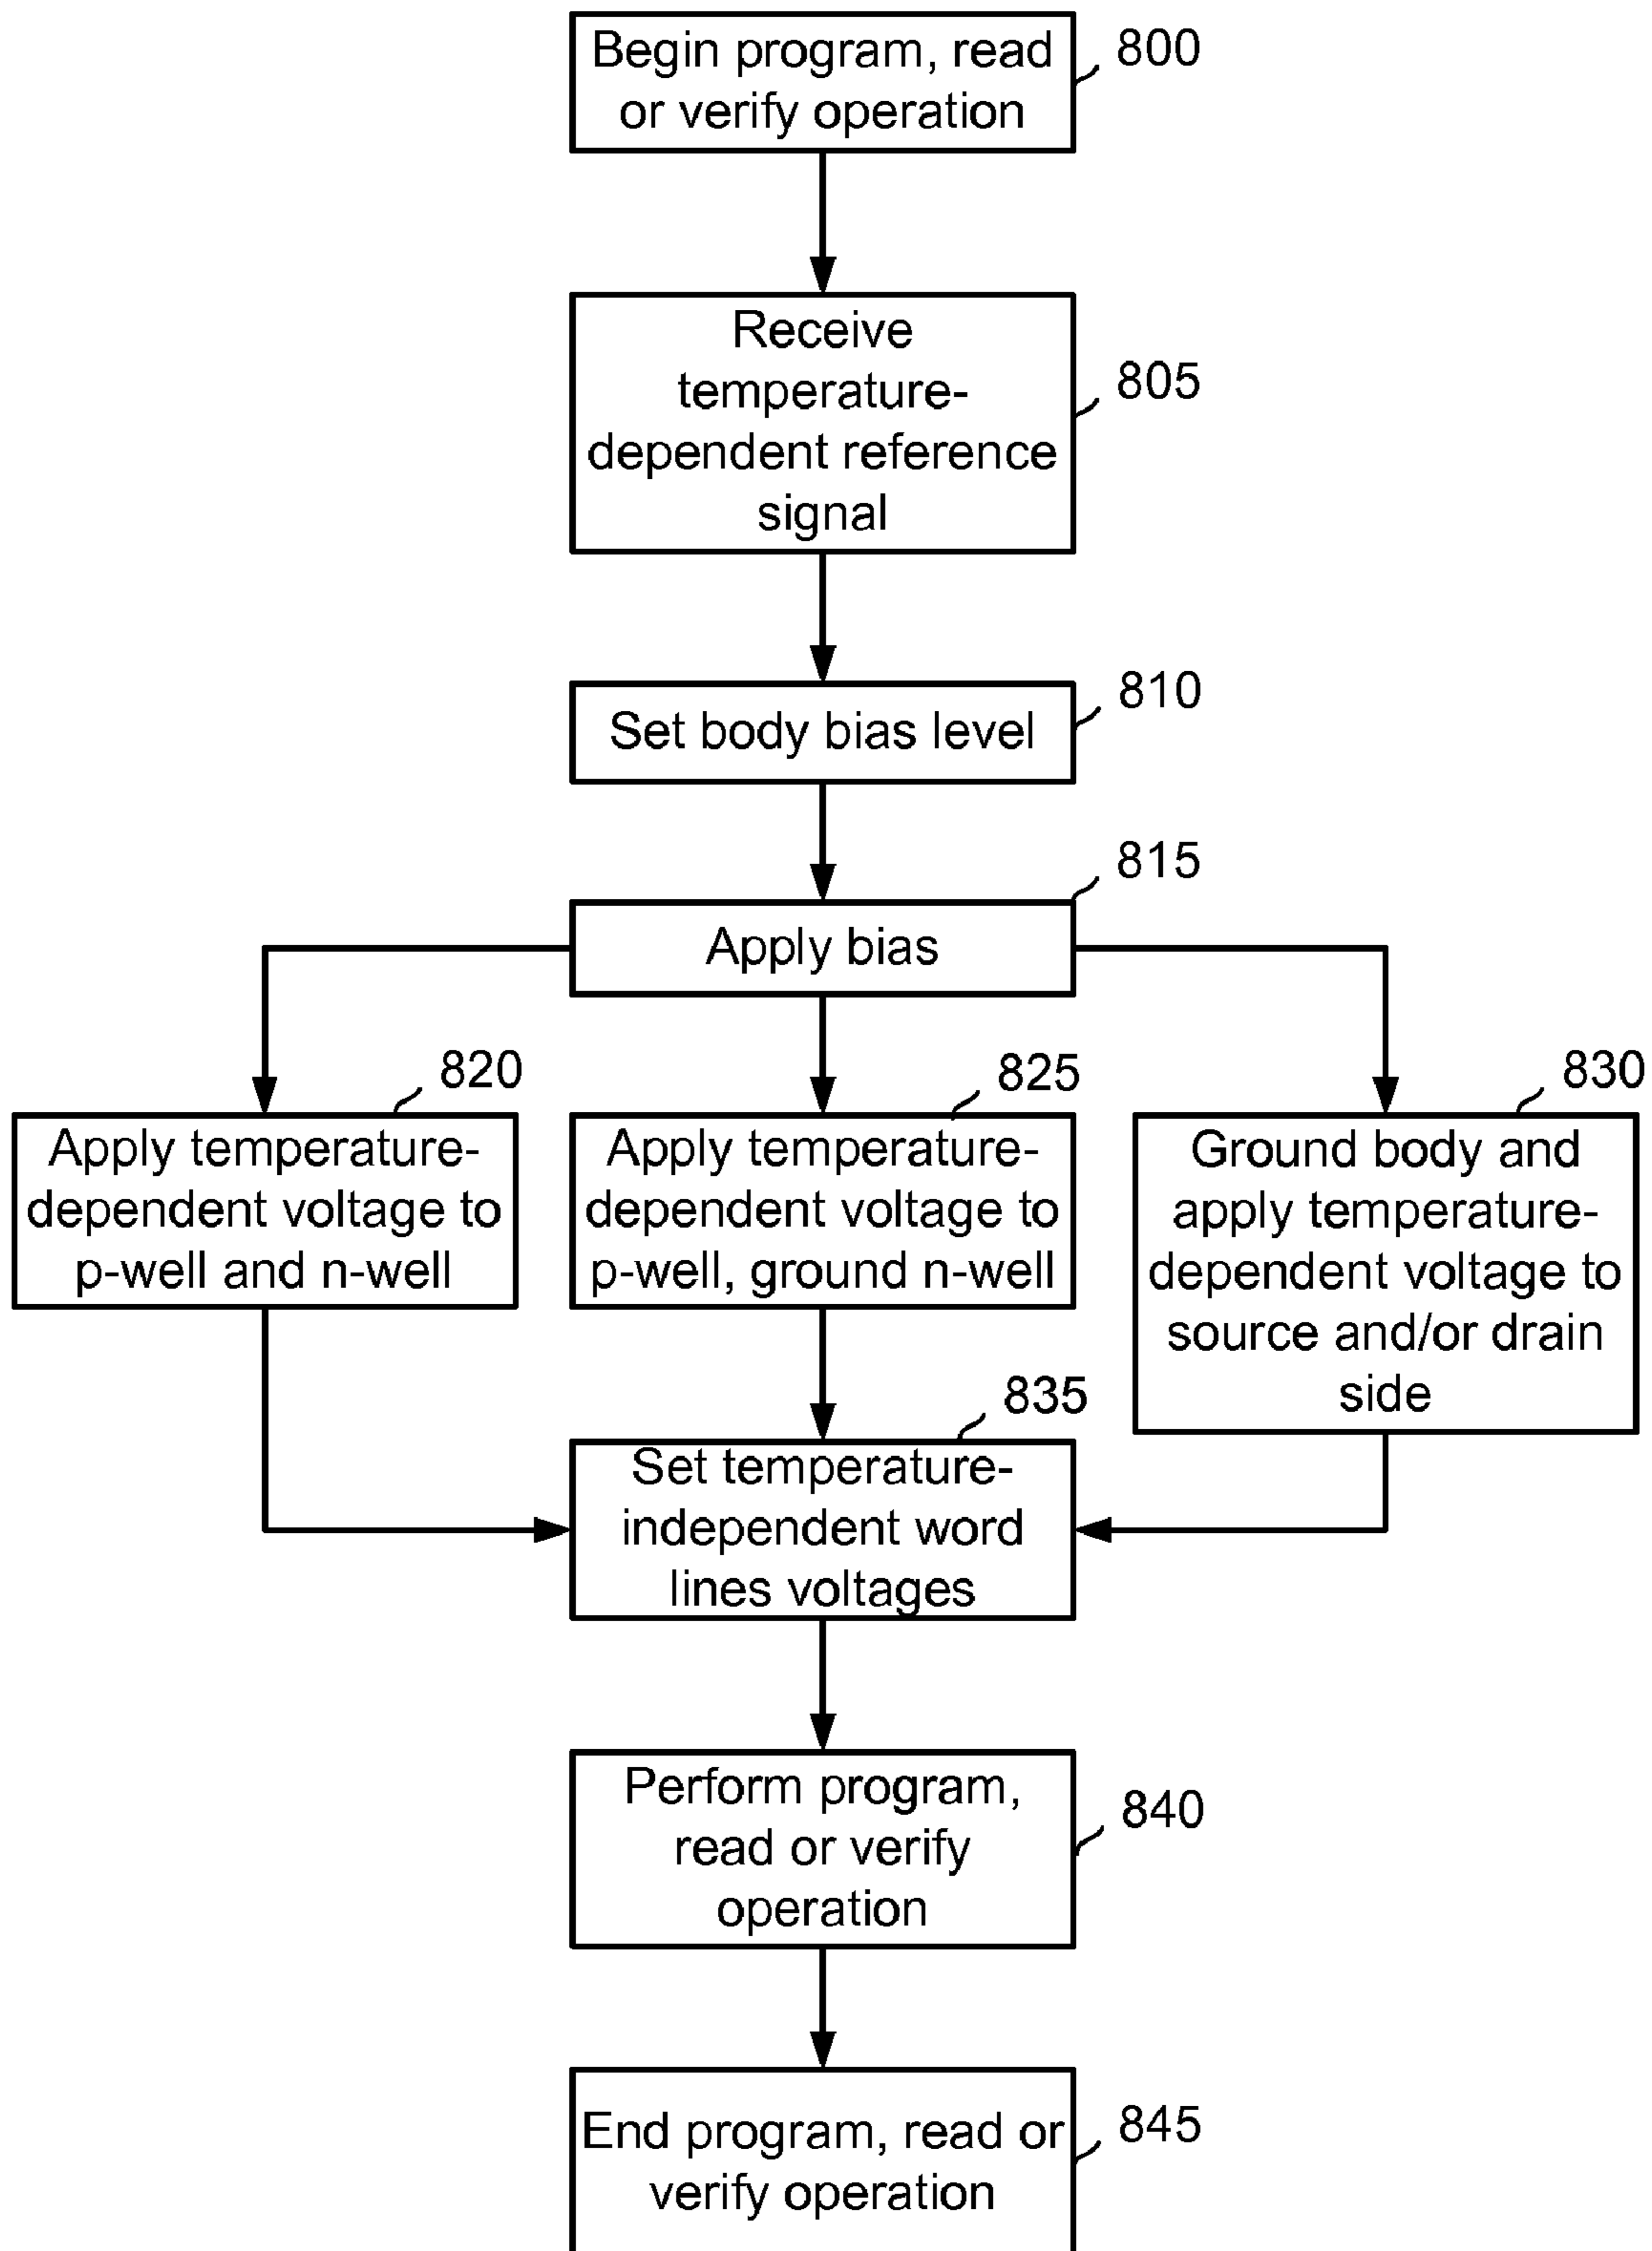 Begin program, read
or verify operation
800
Receive
temperature-
dependent reference
signal
805
Set body bias level
810
815
Apply bias
820
Apply temperature-
dependent voltage to
p-well and n-well
825
Apply temperature-
dependent voltage to
p-well, ground n-well
830
Ground body and
apply temperature-
dependent voltage to
source and/or drain
side
835
Set temperature-
independent word
lines voltages
Perform program,
read or verify
operation
840
End program, read or
verify operation
845